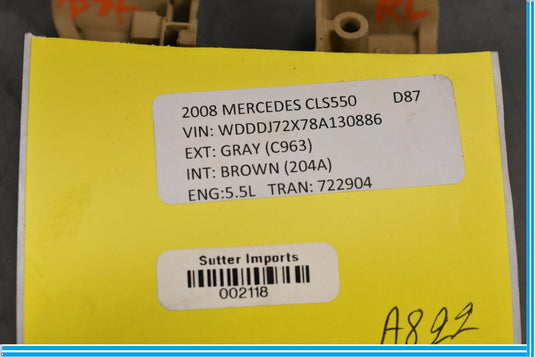 RL
2008 MERCEDES CLS550 D87
VIN: WDDDJ72X78A130886
EXT: GRAY (C963)
INT: BROWN (204A)
ENG:5.5L TRAN: 722904
Sutter Imports
002118
A822